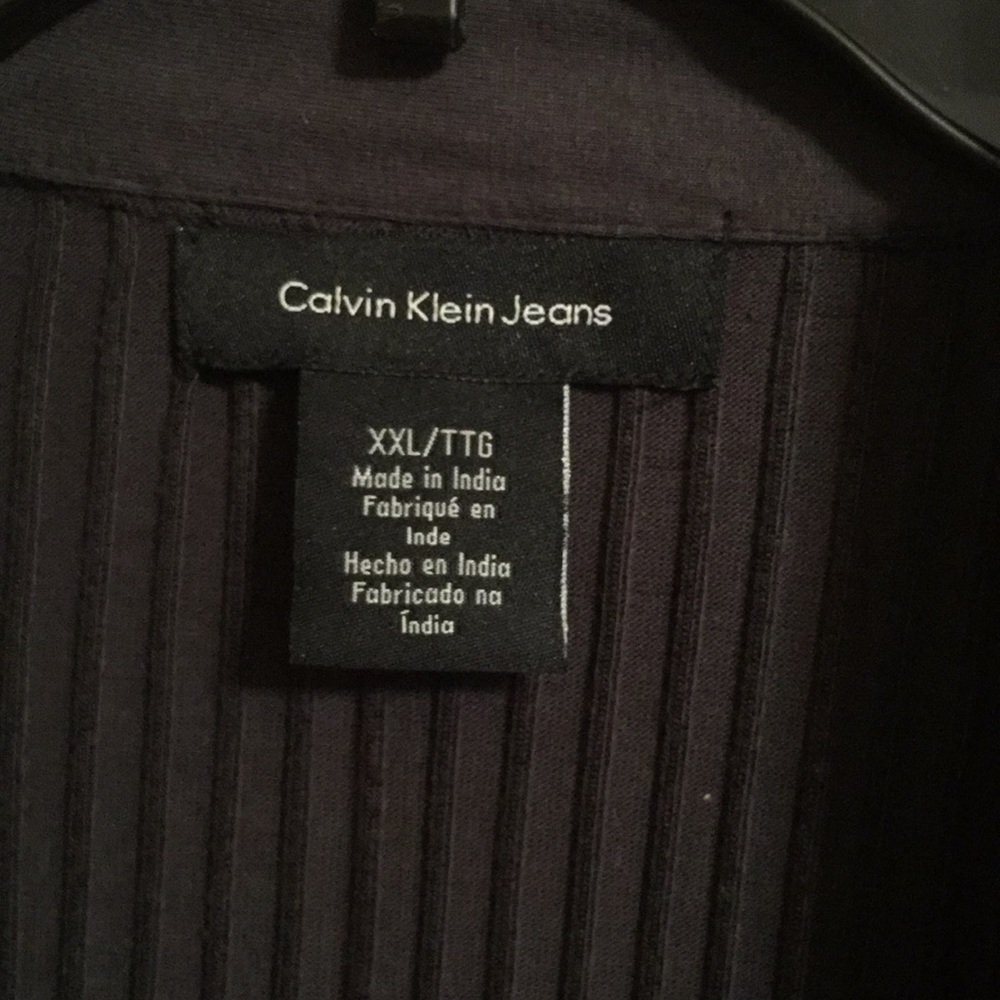 Calvin Klein Jeans
XXL/TTG
Made in India
Fabriqué en
Inde
Hecho en India
Fabricado na
Índia